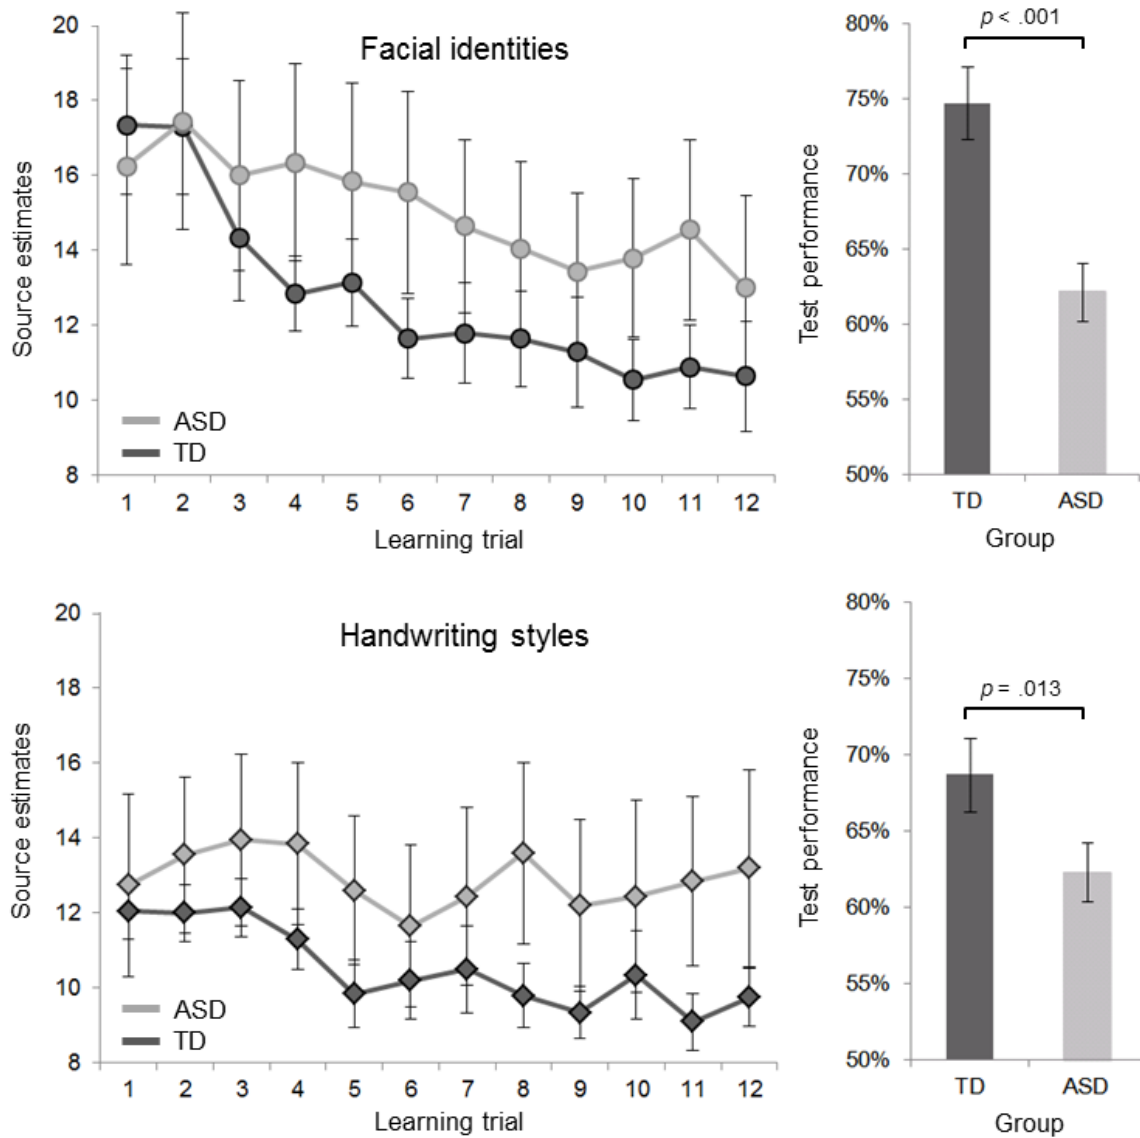 Facial identities
Source estimates
20
18
16
14
12
10
8
ASD
TD
1 2 3 4 5 6 7 8 9 10 11 12
Learning trial
p < .001
Test performance
80%
75%
70%
65%
60%
55%
50%
TD ASD
Group
Handwriting styles
Source estimates
20
18
16
14
12
10
8
ASD
TD
1 2 3 4 5 6 7 8 9 10 11 12
Learning trial
p = .013
Test performance
80%
75%
70%
65%
60%
55%
50%
TD ASD
Group